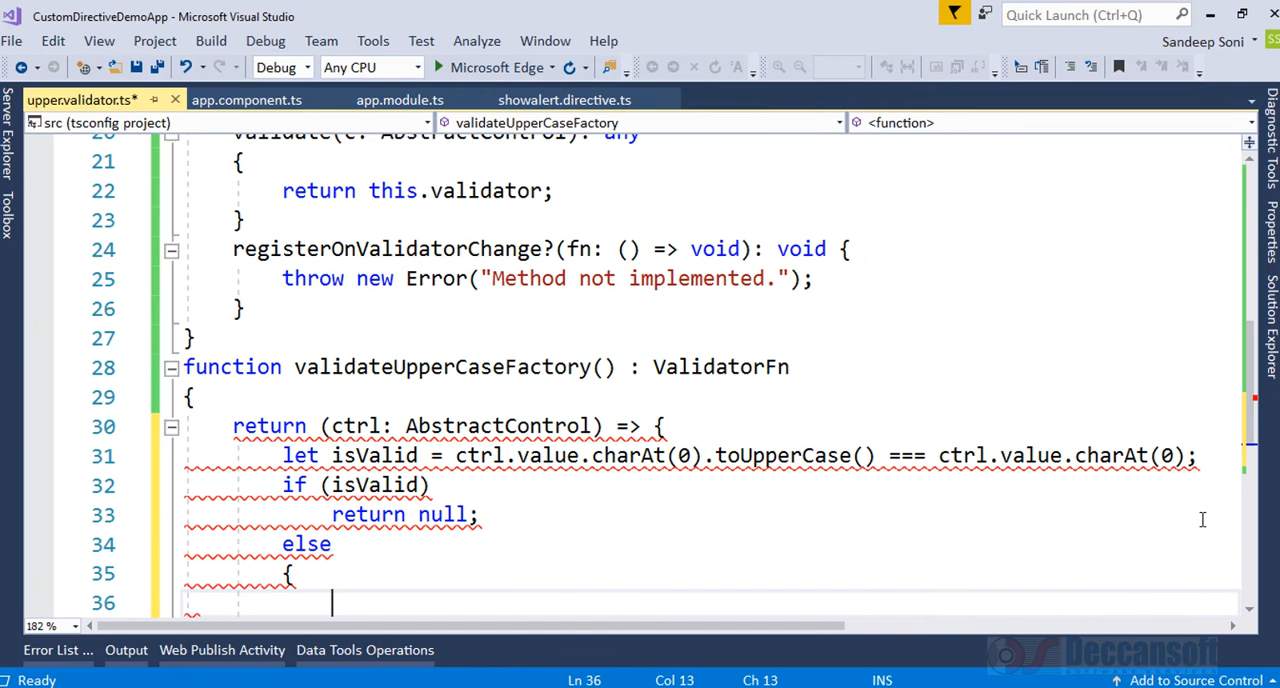 CustomDirectiveDemoApp - Microsoft Visual Studio
Quick Launch (Ctrl+Q)
File Edit View Project Build Debug Team Tools Test Analyze Window Help
Sandeep Soni
SS
Debug Any CPU Microsoft Edge
upper.validator.ts* app.component.ts app.module.ts showalert.directive.ts
src (tsconfig project) validateUpperCaseFactory <function>
Server Explorer
Toolbox
Diagnostic Tools
Properties
Solution Explorer
20 validate(c: AbstractControl): any
21 {
22 return this.validator;
23 }
24 registerOnValidatorChange?(fn: () => void): void {
25 throw new Error("Method not implemented.");
26 }
27 }
28 function validateUpperCaseFactory() : ValidatorFn
29 {
30 return (ctrl: AbstractControl) => {
31 let isValid = ctrl.value.charAt(0).toUpperCase() === ctrl.value.charAt(0);
32 if (isValid)
33 return null;
34 else
35 {
36
182 %
Deccansoft
Error List ... Output Web Publish Activity Data Tools Operations
Ready Ln 36 Col 13 Ch 13 INS Add to Source Control